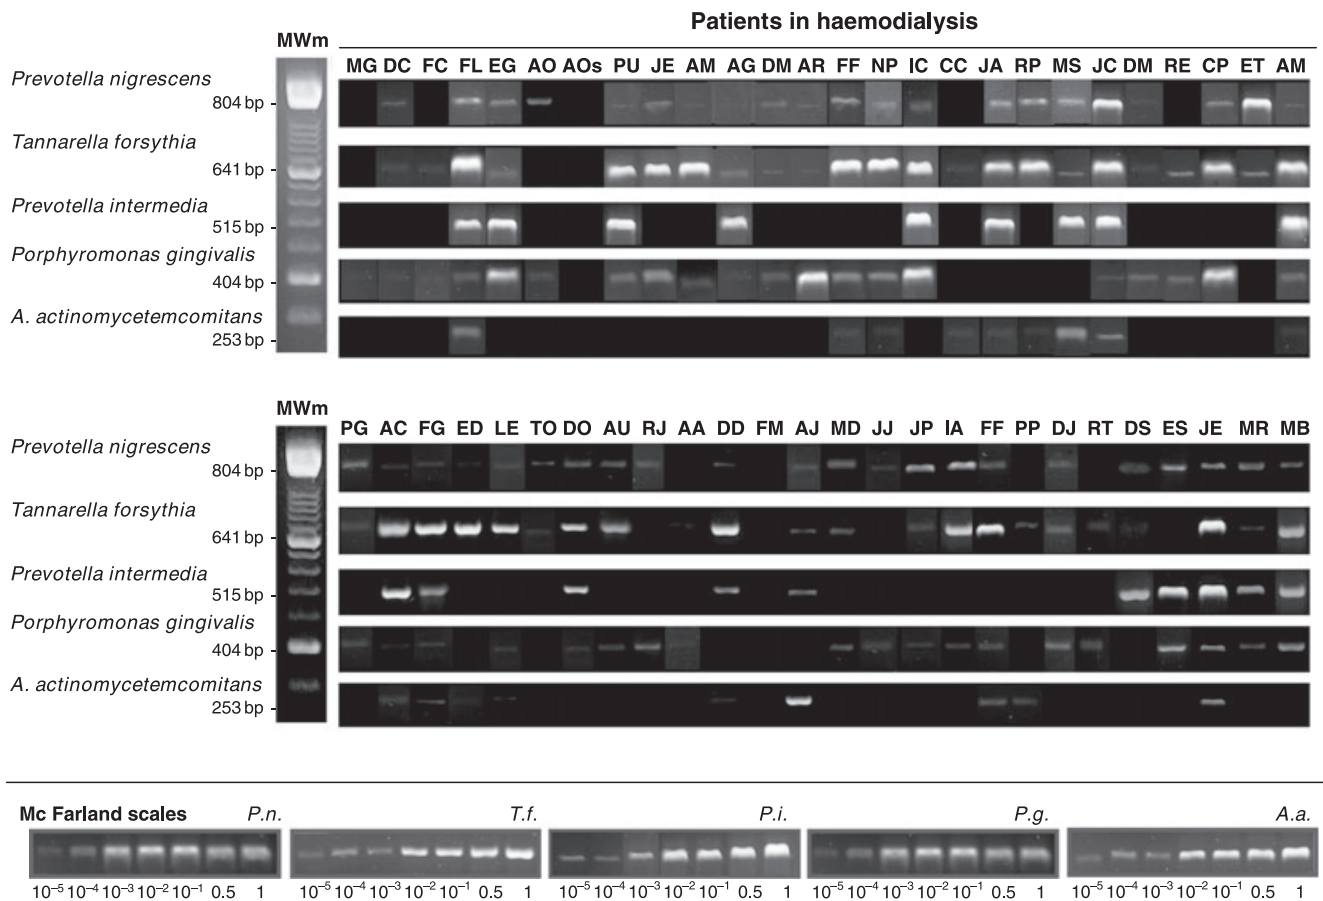 Patients in haemodialysis
MWm
MG DC FC FL EG AO AOs PU JE AM AG DM AR FF NP IC CC JA RP MS JC DM RE CP ET AM
Prevotella nigrescens
804 bp
Tannarella forsythia
641 bp
Prevotella intermedia
515 bp
Porphyromonas gingivalis
404 bp
A. actinomycetemcomitans
253 bp
MWm
PG AC FG ED LE TO DO AU RJ AA DD FM AJ MD JJ JP IA FF PP DJ RT DS ES JE MR MB
Prevotella nigrescens
804 bp
Tannarella forsythia
641 bp
Prevotella intermedia
515 bp
Porphyromonas gingivalis
404 bp
A. actinomycetemcomitans
253 bp
Mc Farland scales P.n. T.f. P.i. P.g. A.a.
10⁻⁵ 10⁻⁴ 10⁻³ 10⁻² 10⁻¹ 0.5 1 10⁻⁵ 10⁻⁴ 10⁻³ 10⁻² 10⁻¹ 0.5 1 10⁻⁵ 10⁻⁴ 10⁻³ 10⁻² 10⁻¹ 0.5 1 10⁻⁵ 10⁻⁴ 10⁻³ 10⁻² 10⁻¹ 0.5 1 10⁻⁵ 10⁻⁴ 10⁻³ 10⁻² 10⁻¹ 0.5 1